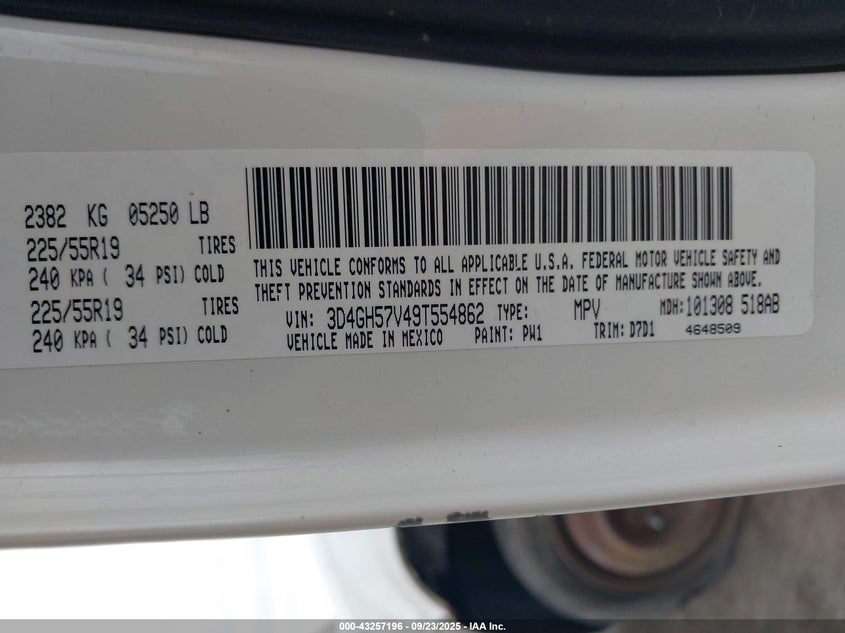 2382 KG 05250 LB
225/55R19 TIRES
240 KPA ( 34 PSI) COLD
225/55R19 TIRES
240 KPA ( 34 PSI) COLD
THIS VEHICLE CONFORMS TO ALL APPLICABLE U.S.A. FEDERAL MOTOR VEHICLE SAFETY AND
THEFT PREVENTION STANDARDS IN EFFECT ON THE DATE OF MANUFACTURE SHOWN ABOVE.
VIN: 3D4GH57V49T554862 TYPE: MPV MDH:101308 518AB
VEHICLE MADE IN MEXICO PAINT: PW1 TRIM: D7D1 4648509
000-43257196 - 09/23/2025 - IAA Inc.